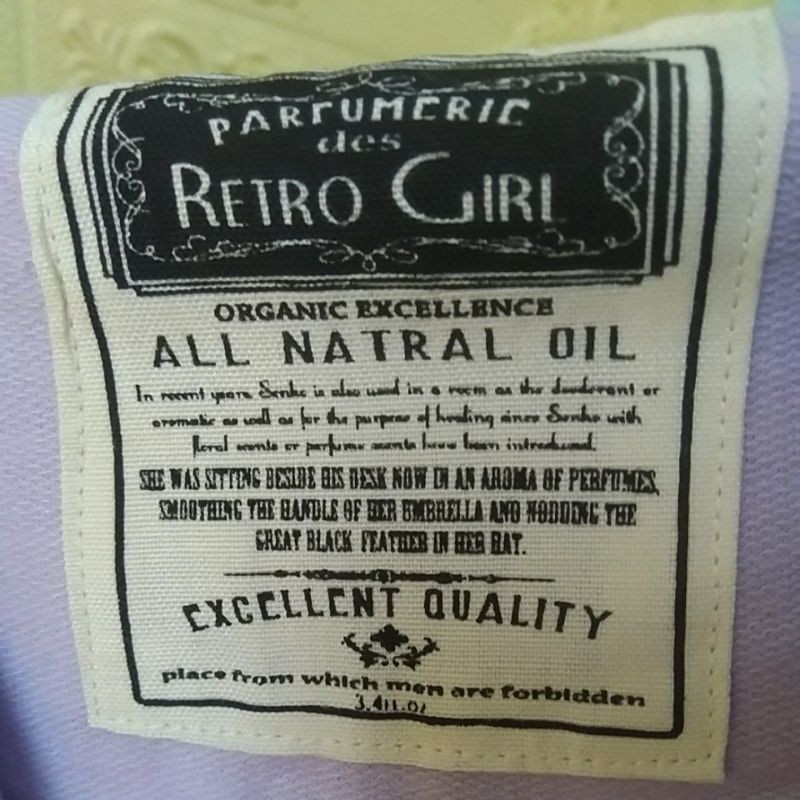 PARFUMERIE
des
RETRO GIRL
ORGANIC EXCELLENCE
ALL NATRAL OIL
In recent years Senko is also used in a room as the deoderant or
aromatic as well as for the purpose of healing since Senko with
floral scents or perfume scents have been introduced.
SHE WAS SITTING BESIDE HIS DESK NOW IN AN AROMA OF PERFUMES,
SMOOTHING THE HANDLE OF HER UMBRELLA AND NODDING THE
GREAT BLACK FEATHER IN HER HAT.
EXCELLENT QUALITY
place from which men are forbidden
3.4fl.oz